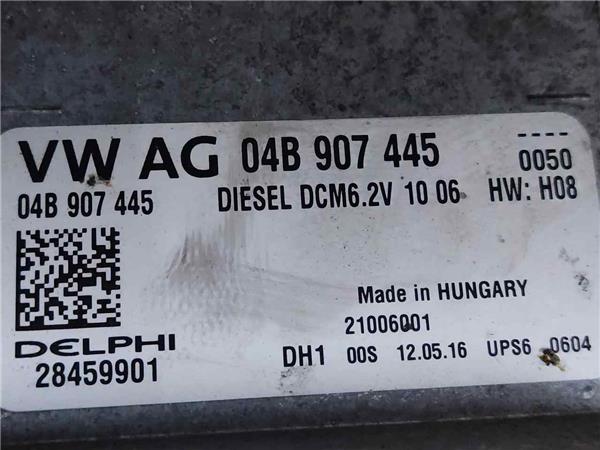 VW AG 04B 907 445
----
0050
04B 907 445 DIESEL DCM6.2V 10 06 HW: H08
Made in HUNGARY
21006001
DELPHI
DH1 00S 12.05.16 UPS6 0604
28459901